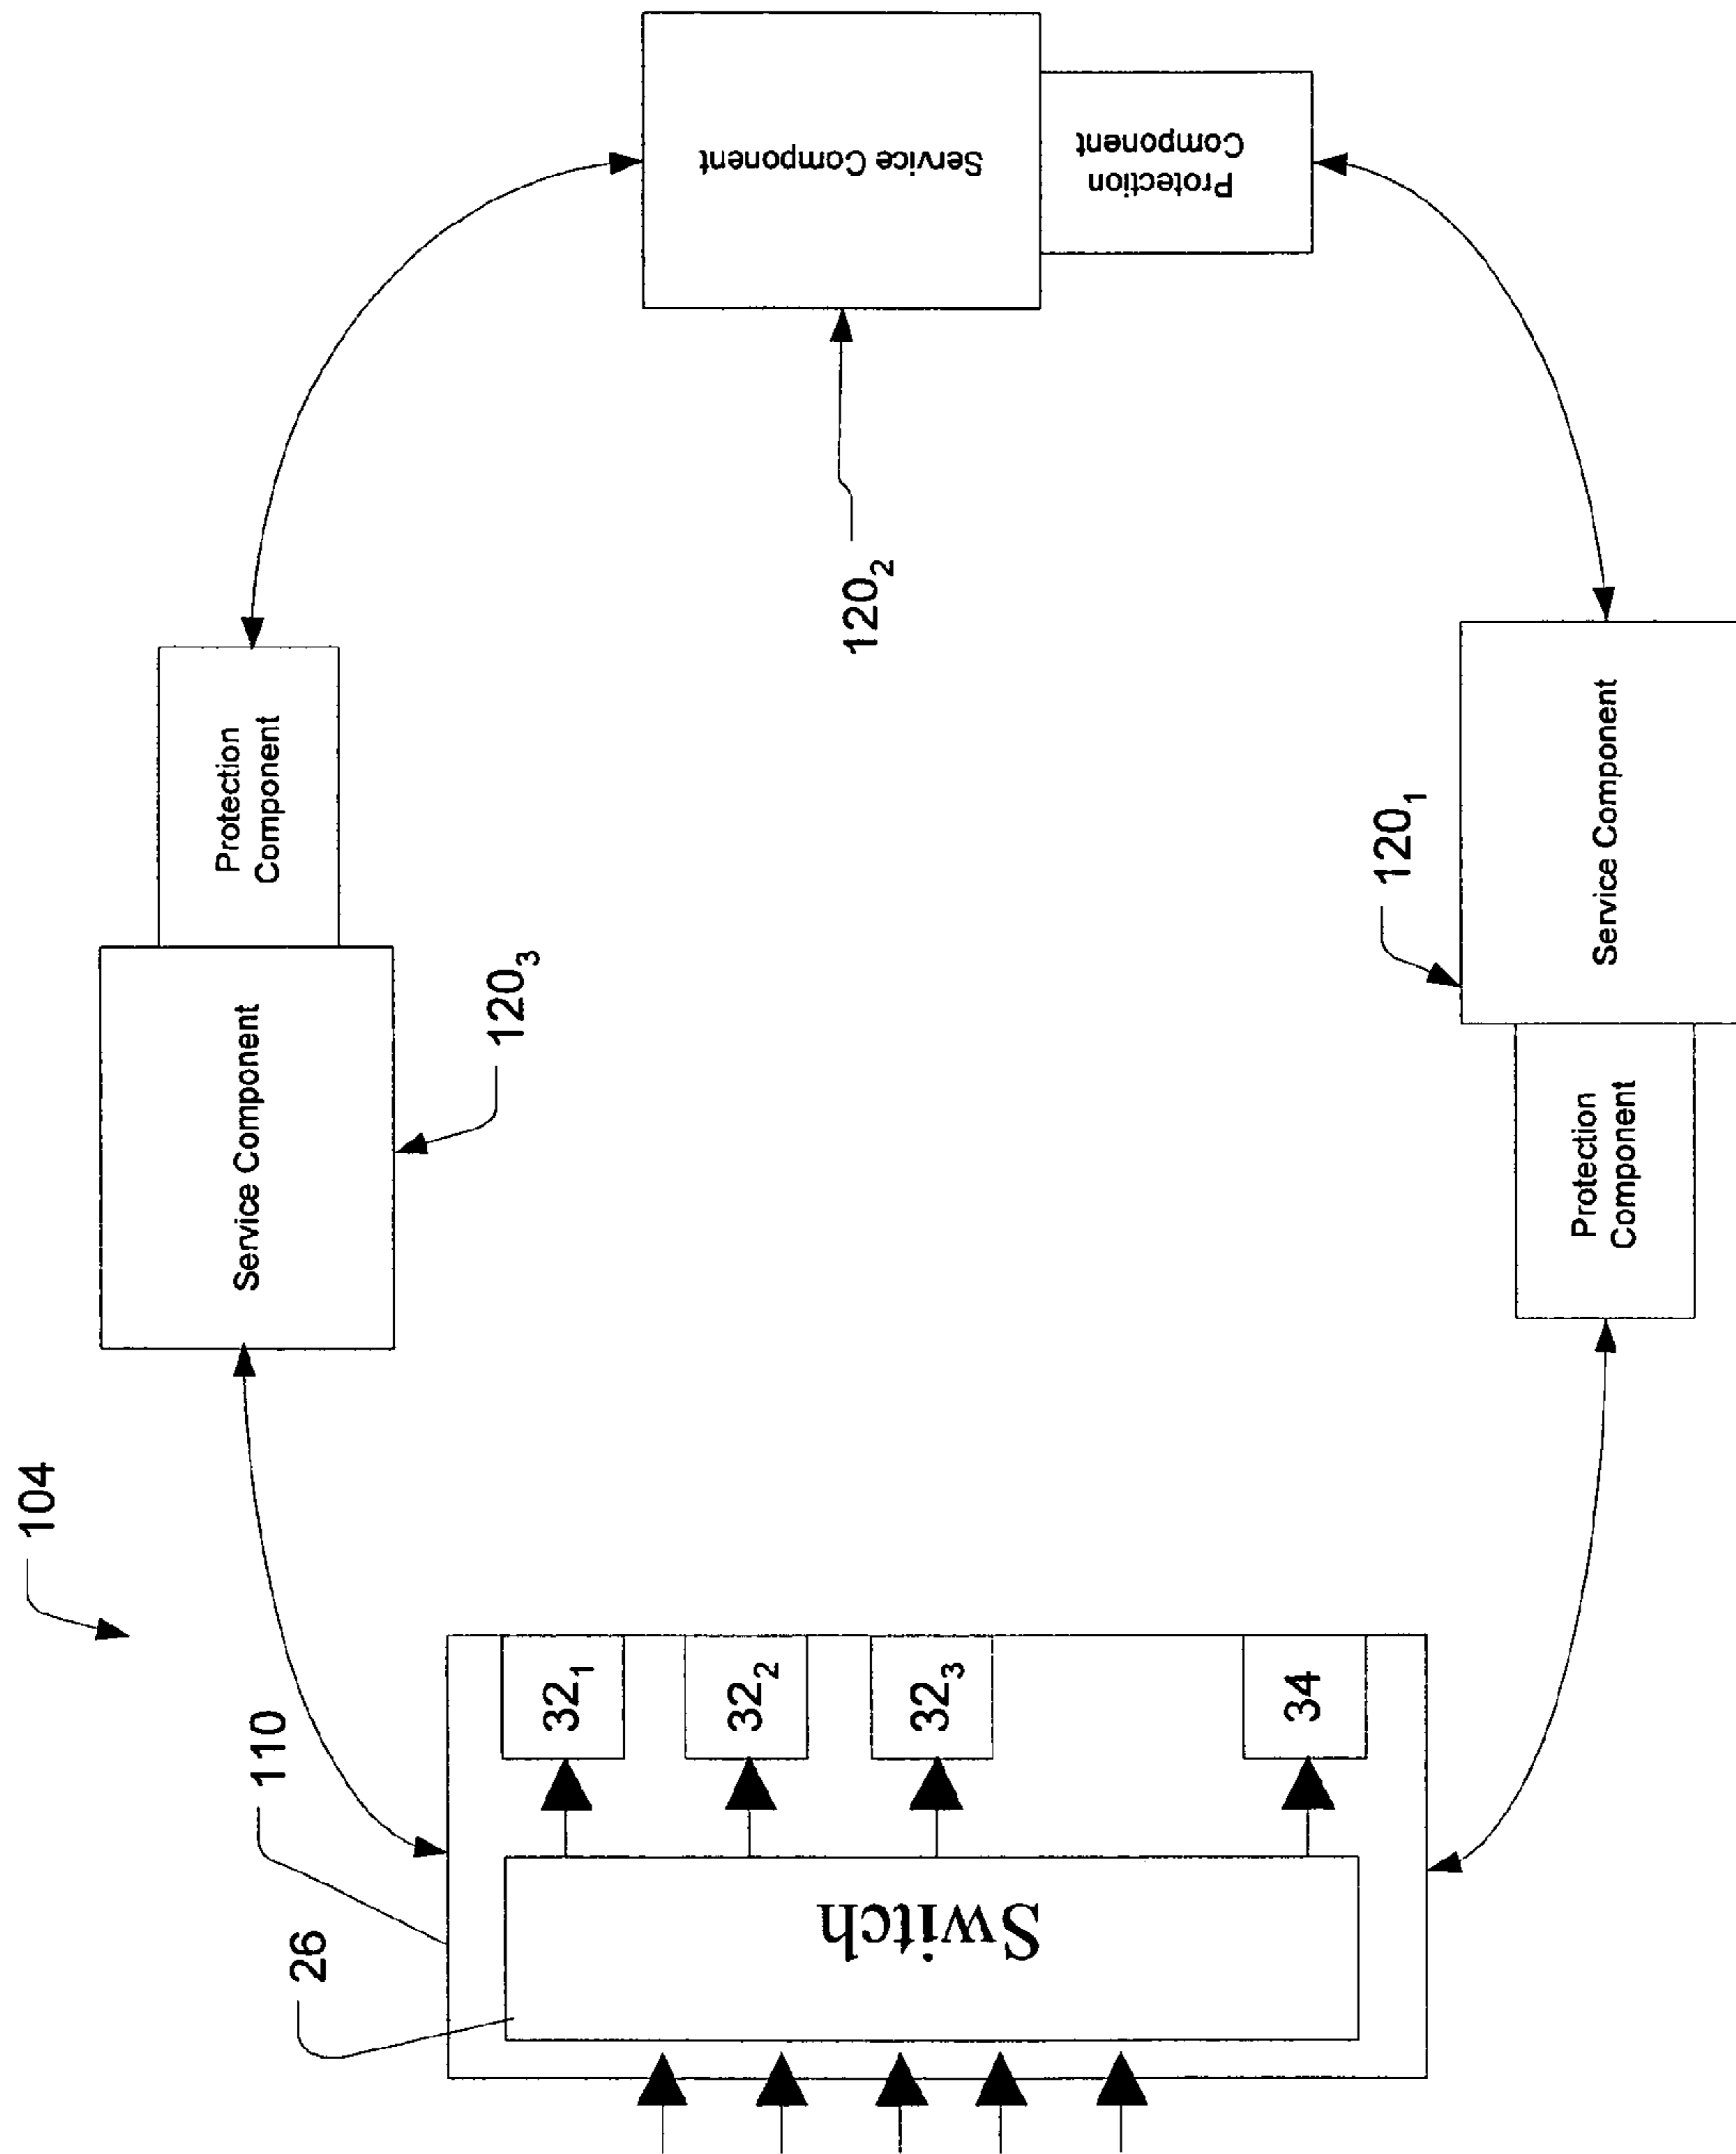 104
110
26
Switch
32₁
32₂
32₃
34
Service Component
Protection
Component
120₃
Service Component
Protection
Component
120₂
Protection
Component
Service Component
120₁